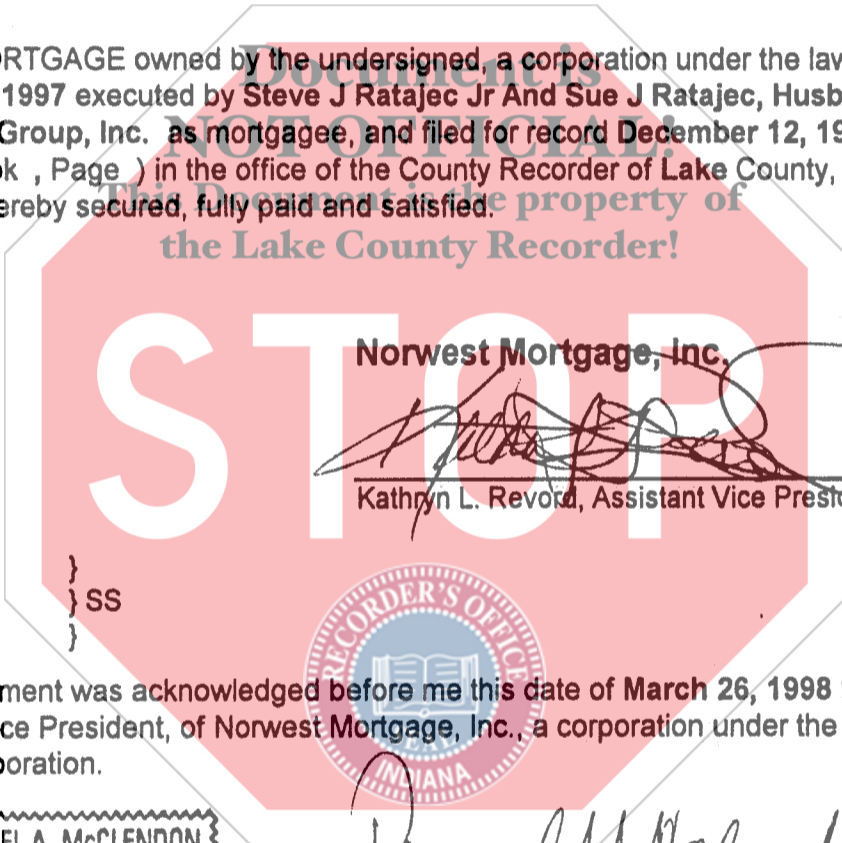 RTGAGE owned by the undersigned, a corporation under the law
1997 executed by Steve J Ratajec Jr And Sue J Ratajec, Husb
Group, Inc. as mortgagee, and filed for record December 12, 19
k , Page ) in the office of the County Recorder of Lake County,
ereby secured, fully paid and satisfied.
Document is
NOT OFFICIAL!
This Document is the property of
the Lake County Recorder!
STOP
Norwest Mortgage, Inc.
Kathryn L. Revord, Assistant Vice Presi
}
} SS
}
RECORDER'S OFFICE
SEAL
INDIANA
ment was acknowledged before me this date of March 26, 1998
ce President, of Norwest Mortgage, Inc., a corporation under the
poration.
EL A. McCLENDON